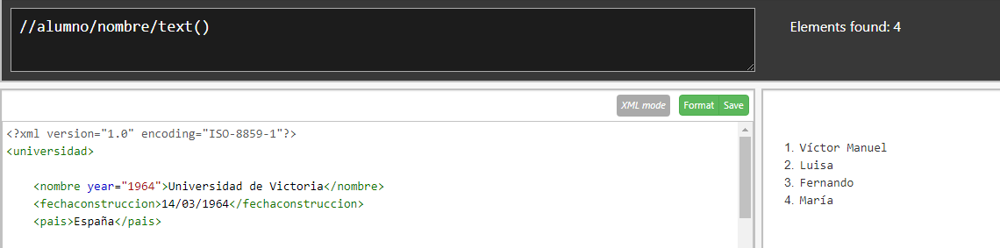 //alumno/nombre/text()
Elements found: 4
XML mode
Format
Save
<?xml version="1.0" encoding="ISO-8859-1"?>
<universidad>
<nombre year="1964">Universidad de Victoria</nombre>
<fechaconstruccion>14/03/1964</fechaconstruccion>
<pais>España</pais>
1. Víctor Manuel
2. Luisa
3. Fernando
4. María